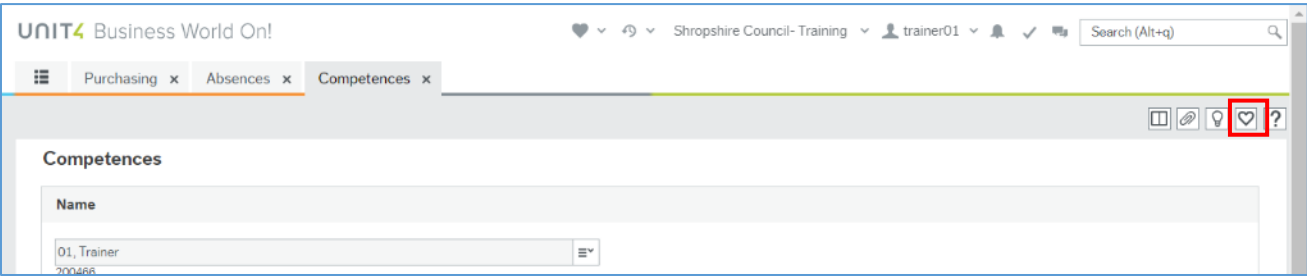 UNIT4 Business World On! Shropshire Council- Training trainer01 Search (Alt+q)
Purchasing x Absences x Competences x
?
Competences
Name
01, Trainer
200466